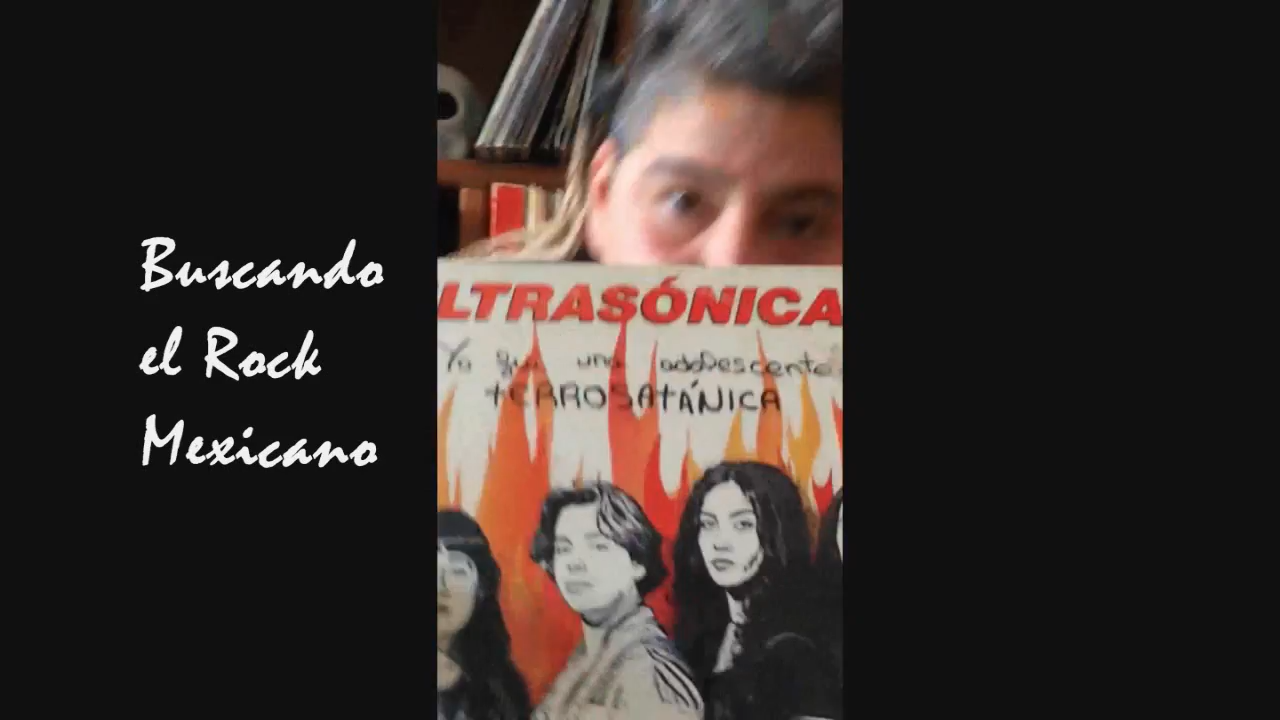 Buscando
el Rock
Mexicano
LTRASÓNICA
Yo fui una adolescente
tERROSATÁNICA